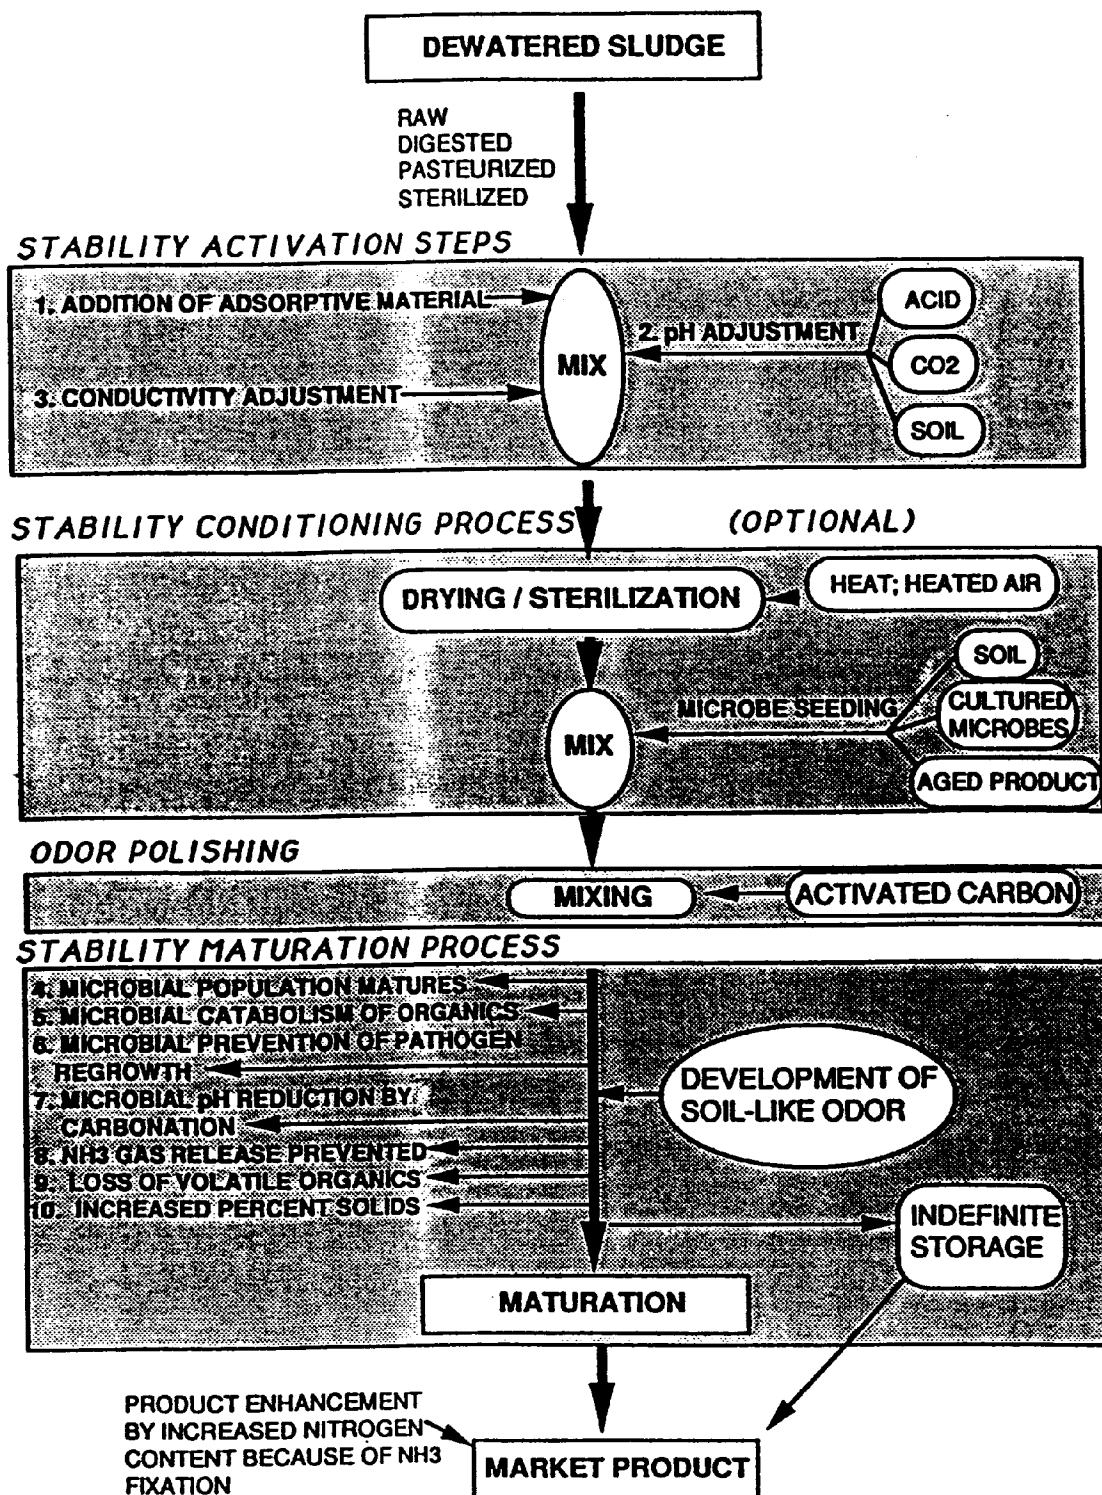 DEWATERED SLUDGE
RAW
DIGESTED
PASTEURIZED
STERILIZED
STABILITY ACTIVATION STEPS
1. ADDITION OF ADSORPTIVE MATERIAL
ACID
2. pH ADJUSTMENT
MIX
CO2
3. CONDUCTIVITY ADJUSTMENT
SOIL
STABILITY CONDITIONING PROCESS (OPTIONAL)
DRYING / STERILIZATION
HEAT; HEATED AIR
SOIL
MICROBE SEEDING
CULTURED
MICROBES
MIX
AGED PRODUCT
ODOR POLISHING
MIXING
ACTIVATED CARBON
STABILITY MATURATION PROCESS
4. MICROBIAL POPULATION MATURES
5. MICROBIAL CATABOLISM OF ORGANICS
6. MICROBIAL PREVENTION OF PATHOGEN
REGROWTH
7. MICROBIAL pH REDUCTION BY
CARBONATION
8. NH3 GAS RELEASE PREVENTED
9. LOSS OF VOLATILE ORGANICS
10. INCREASED PERCENT SOLIDS
DEVELOPMENT OF
SOIL-LIKE ODOR
INDEFINITE
STORAGE
MATURATION
PRODUCT ENHANCEMENT
BY INCREASED NITROGEN
CONTENT BECAUSE OF NH3
FIXATION
MARKET PRODUCT